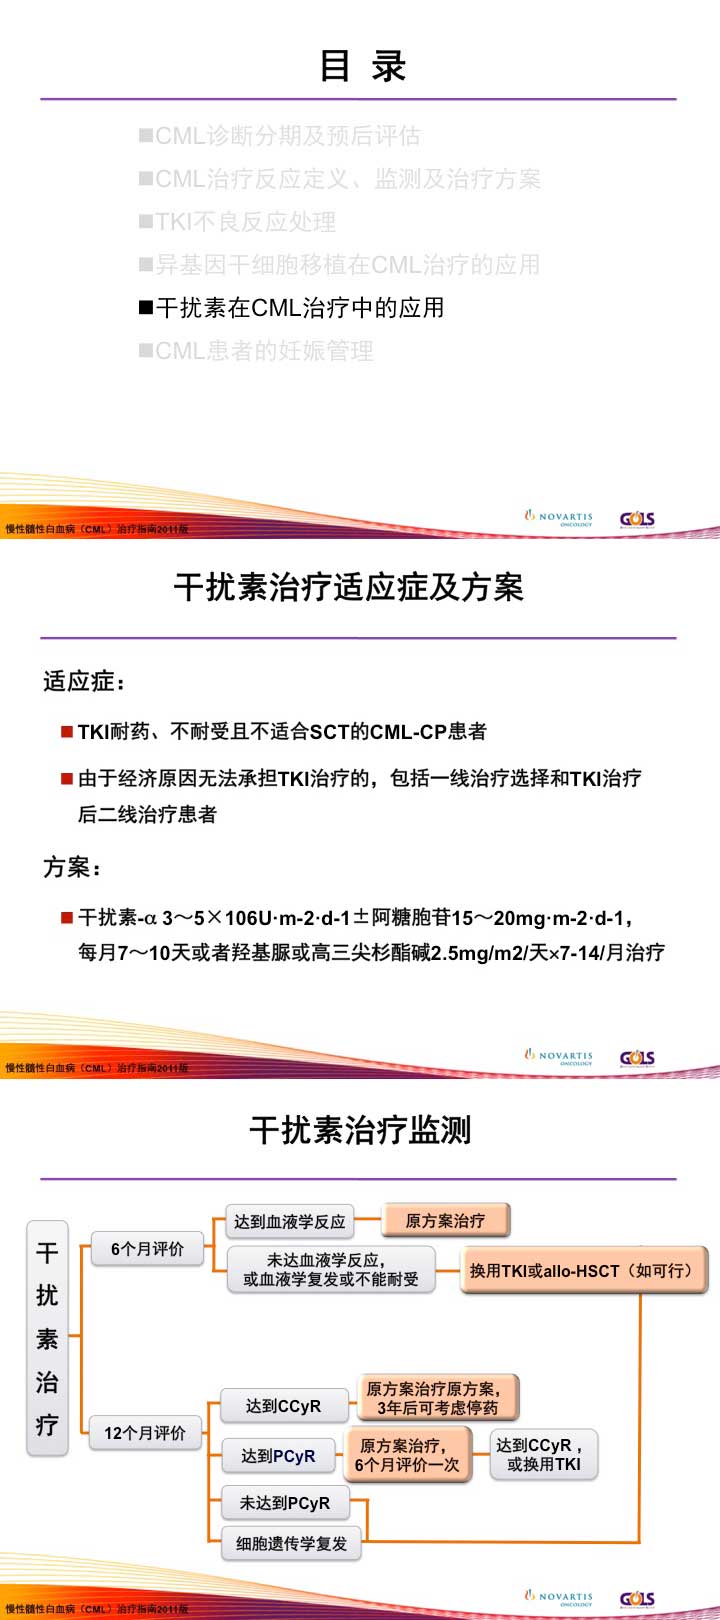 目 录
■CML诊断分期及预后评估
■CML治疗反应定义、监测及治疗方案
■TKI不良反应处理
■异基因干细胞移植在CML治疗的应用
■干扰素在CML治疗中的应用
■CML患者的妊娠管理
慢性髓性白血病（CML）治疗指南2011版
NOVARTIS
ONCOLOGY
GOLS
干扰素治疗适应症及方案
适应症：
■ TKI耐药、不耐受且不适合SCT的CML-CP患者
■ 由于经济原因无法承担TKI治疗的，包括一线治疗选择和TKI治疗
后二线治疗患者
方案：
■ 干扰素-α 3～5×106U·m-2·d-1±阿糖胞苷15～20mg·m-2·d-1，
每月7～10天或者羟基脲或高三尖杉酯碱2.5mg/m2/天×7-14/月治疗
慢性髓性白血病（CML）治疗指南2011版
NOVARTIS
ONCOLOGY
GOLS
干扰素治疗监测
干扰素治疗
6个月评价
达到血液学反应
原方案治疗
未达血液学反应，
或血液学复发或不能耐受
换用TKI或allo-HSCT（如可行）
12个月评价
达到CCyR
原方案治疗原方案，
3年后可考虑停药
达到PCyR
原方案治疗，
6个月评价一次
达到CCyR ，
或换用TKI
未达到PCyR
细胞遗传学复发
慢性髓性白血病（CML）治疗指南2011版
NOVARTIS
ONCOLOGY
GOLS